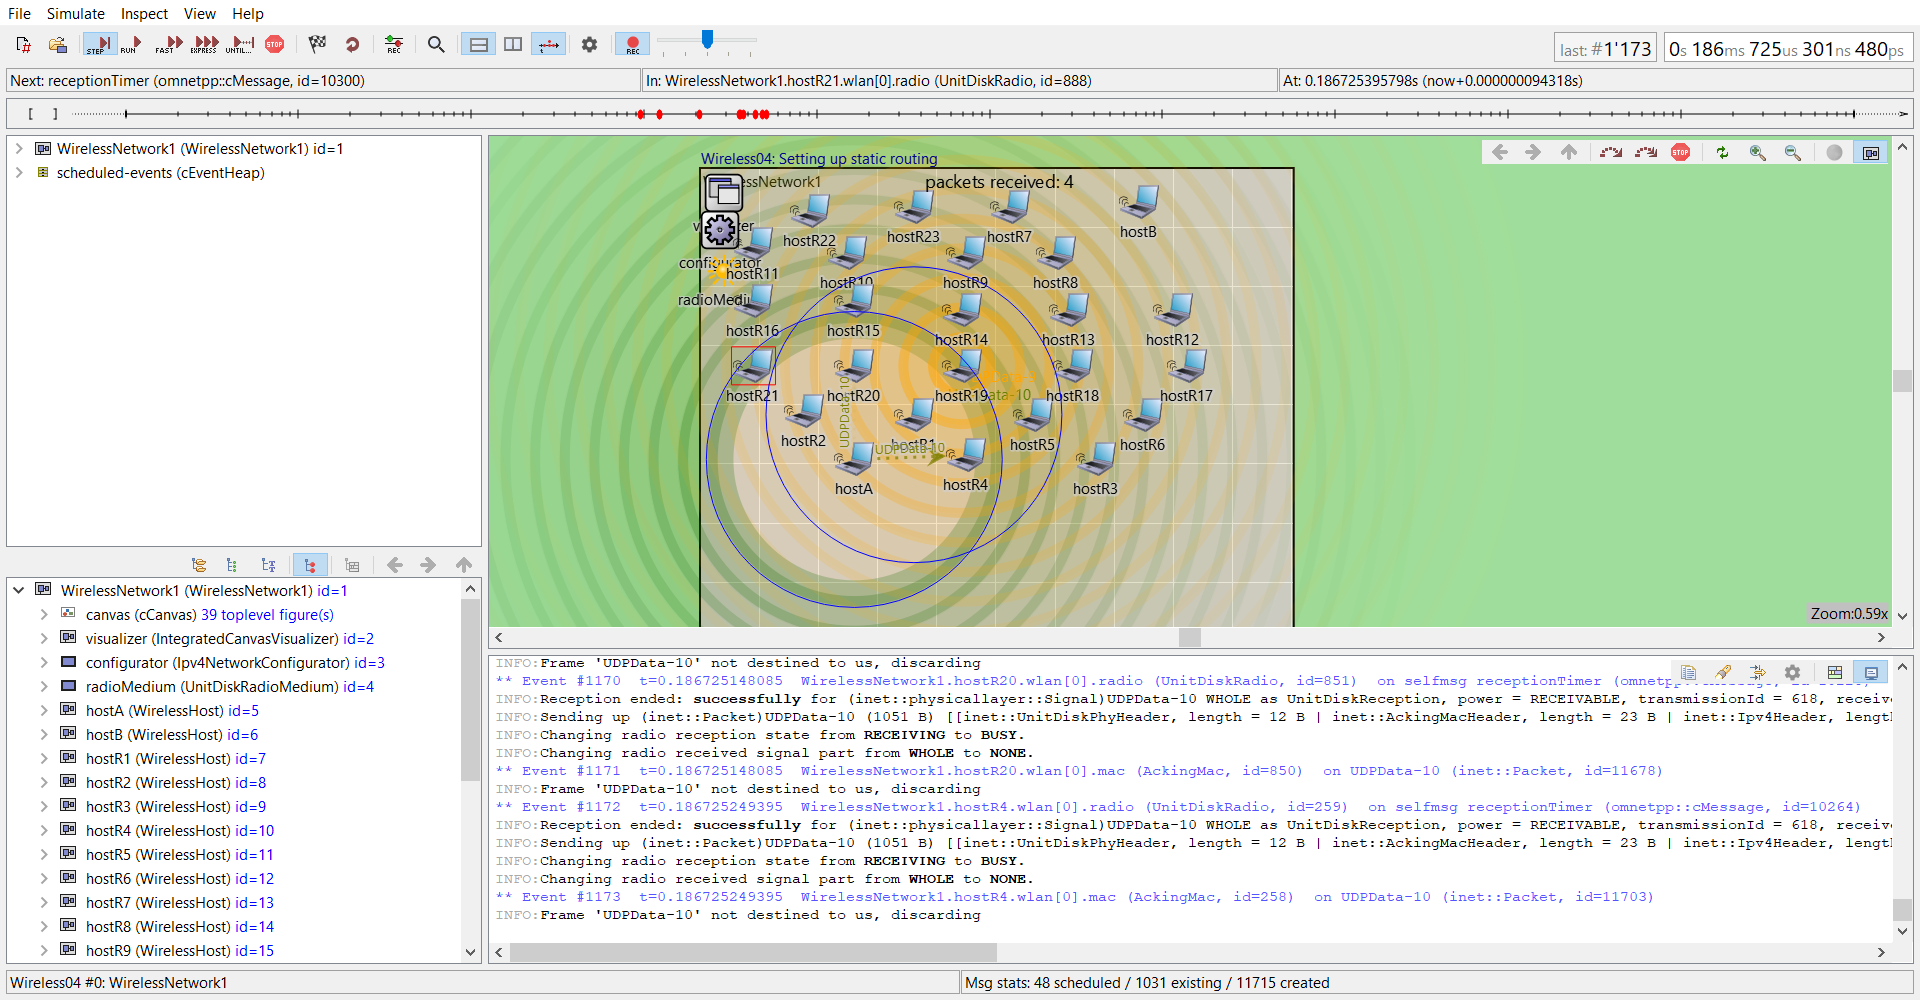 File Simulate Inspect View Help
STEP RUN FAST EXPRESS UNTIL... STOP REC REC last: #1'173 0s 186ms 725us 301ns 480ps
Next: receptionTimer (omnetpp::cMessage, id=10300) In: WirelessNetwork1.hostR21.wlan[0].radio (UnitDiskRadio, id=888) At: 0.186725395798s (now+0.000000094318s)
[ ]
WirelessNetwork1 (WirelessNetwork1) id=1
scheduled-events (cEventHeap)
WirelessNetwork1 (WirelessNetwork1) id=1
canvas (cCanvas) 39 toplevel figure(s)
visualizer (IntegratedCanvasVisualizer) id=2
configurator (Ipv4NetworkConfigurator) id=3
radioMedium (UnitDiskRadioMedium) id=4
hostA (WirelessHost) id=5
hostB (WirelessHost) id=6
hostR1 (WirelessHost) id=7
hostR2 (WirelessHost) id=8
hostR3 (WirelessHost) id=9
hostR4 (WirelessHost) id=10
hostR5 (WirelessHost) id=11
hostR6 (WirelessHost) id=12
hostR7 (WirelessHost) id=13
hostR8 (WirelessHost) id=14
hostR9 (WirelessHost) id=15
Wireless04: Setting up static routing
STOP
packets received: 4
hostR22 hostR23 hostR7 hostB
configurator
hostR11 hostR10 hostR9 hostR8
hostR16 hostR15 hostR14 hostR13 hostR12
hostR21 hostR20 hostR19 hostR18 hostR17
UDPData-10
hostR2 hostR1 hostR5 hostR6
UDPData-10
hostA hostR4 hostR3
Zoom:0.59x
INFO:Frame 'UDPData-10' not destined to us, discarding
** Event #1170 t=0.186725148085 WirelessNetwork1.hostR20.wlan[0].radio (UnitDiskRadio, id=851) on selfmsg receptionTimer
INFO:Reception ended: successfully for (inet::physicallayer::Signal)UDPData-10 WHOLE as UnitDiskReception, power = RECEIVABLE, transmissionId = 618, receiv
INFO:Sending up (inet::Packet)UDPData-10 (1051 B) [[inet::UnitDiskPhyHeader, length = 12 B | inet::AckingMacHeader, length = 23 B | inet::Ipv4Header, lengt
INFO:Changing radio reception state from RECEIVING to BUSY.
INFO:Changing radio received signal part from WHOLE to NONE.
** Event #1171 t=0.186725148085 WirelessNetwork1.hostR20.wlan[0].mac (AckingMac, id=850) on UDPData-10 (inet::Packet, id=11678)
INFO:Frame 'UDPData-10' not destined to us, discarding
** Event #1172 t=0.186725249395 WirelessNetwork1.hostR4.wlan[0].radio (UnitDiskRadio, id=259) on selfmsg receptionTimer (omnetpp::cMessage, id=10264)
INFO:Reception ended: successfully for (inet::physicallayer::Signal)UDPData-10 WHOLE as UnitDiskReception, power = RECEIVABLE, transmissionId = 618, receiv
INFO:Sending up (inet::Packet)UDPData-10 (1051 B) [[inet::UnitDiskPhyHeader, length = 12 B | inet::AckingMacHeader, length = 23 B | inet::Ipv4Header, lengt
INFO:Changing radio reception state from RECEIVING to BUSY.
INFO:Changing radio received signal part from WHOLE to NONE.
** Event #1173 t=0.186725249395 WirelessNetwork1.hostR4.wlan[0].mac (AckingMac, id=258) on UDPData-10 (inet::Packet, id=11703)
INFO:Frame 'UDPData-10' not destined to us, discarding
Wireless04 #0: WirelessNetwork1 Msg stats: 48 scheduled / 1031 existing / 11715 created